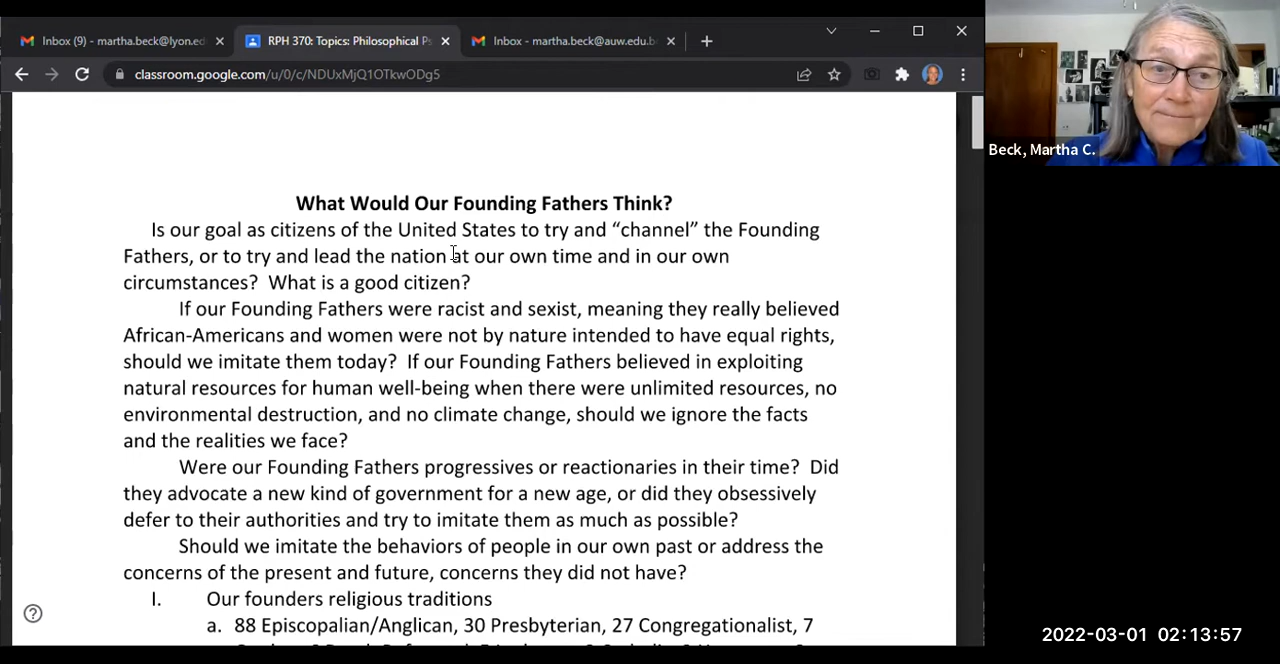 Inbox (9) - martha.beck@lyon.ed
RPH 370: Topics: Philosophical Ps
Inbox - martha.beck@auw.edu.b
classroom.google.com/u/0/c/NDUxMjQ1OTkwODg5
Beck, Martha C.
What Would Our Founding Fathers Think?
Is our goal as citizens of the United States to try and “channel” the Founding
Fathers, or to try and lead the nation at our own time and in our own
circumstances? What is a good citizen?
If our Founding Fathers were racist and sexist, meaning they really believed
African-Americans and women were not by nature intended to have equal rights,
should we imitate them today? If our Founding Fathers believed in exploiting
natural resources for human well-being when there were unlimited resources, no
environmental destruction, and no climate change, should we ignore the facts
and the realities we face?
Were our Founding Fathers progressives or reactionaries in their time? Did
they advocate a new kind of government for a new age, or did they obsessively
defer to their authorities and try to imitate them as much as possible?
Should we imitate the behaviors of people in our own past or address the
concerns of the present and future, concerns they did not have?
I. Our founders religious traditions
a. 88 Episcopalian/Anglican, 30 Presbyterian, 27 Congregationalist, 7
2022-03-01 02:13:57